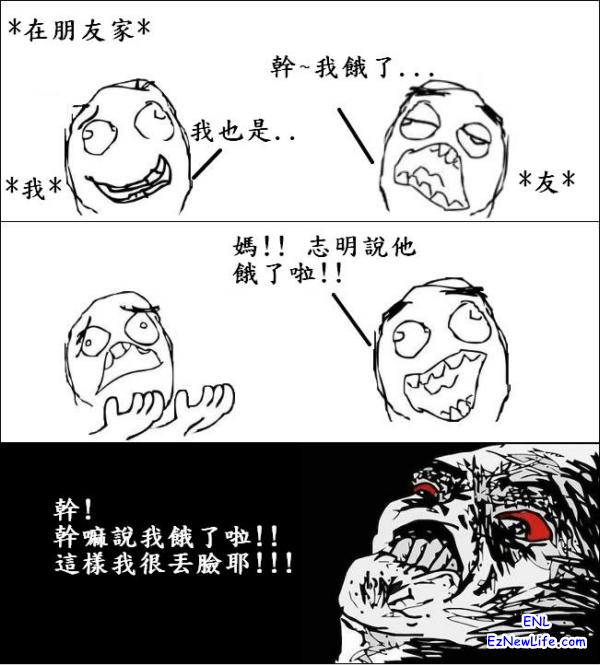 *在朋友家*
幹~我餓了...
我也是..
*我*
*友*
媽!! 志明說他
餓了啦!!
幹!
幹嘛說我餓了啦!!
這樣我很丟臉耶!!!
ENL
EzNewLife.com